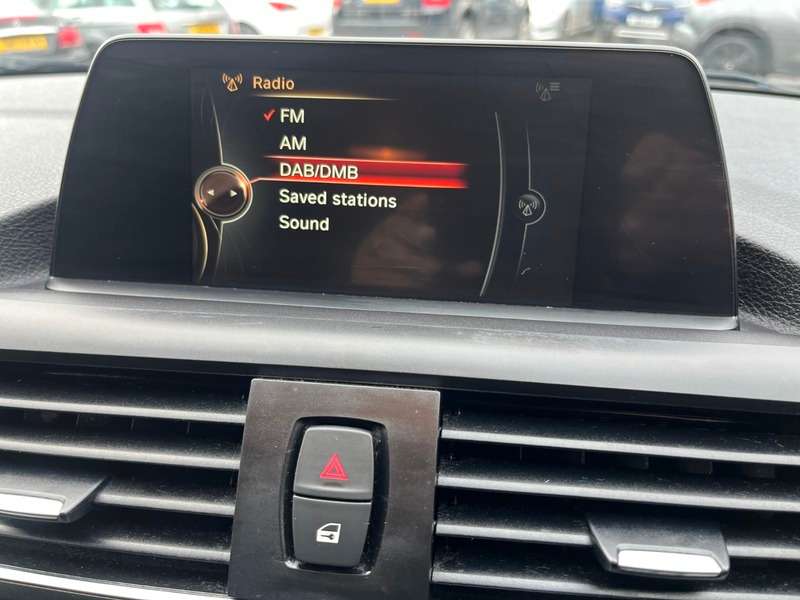 Radio
FM
AM
DAB/DMB
Saved stations
Sound